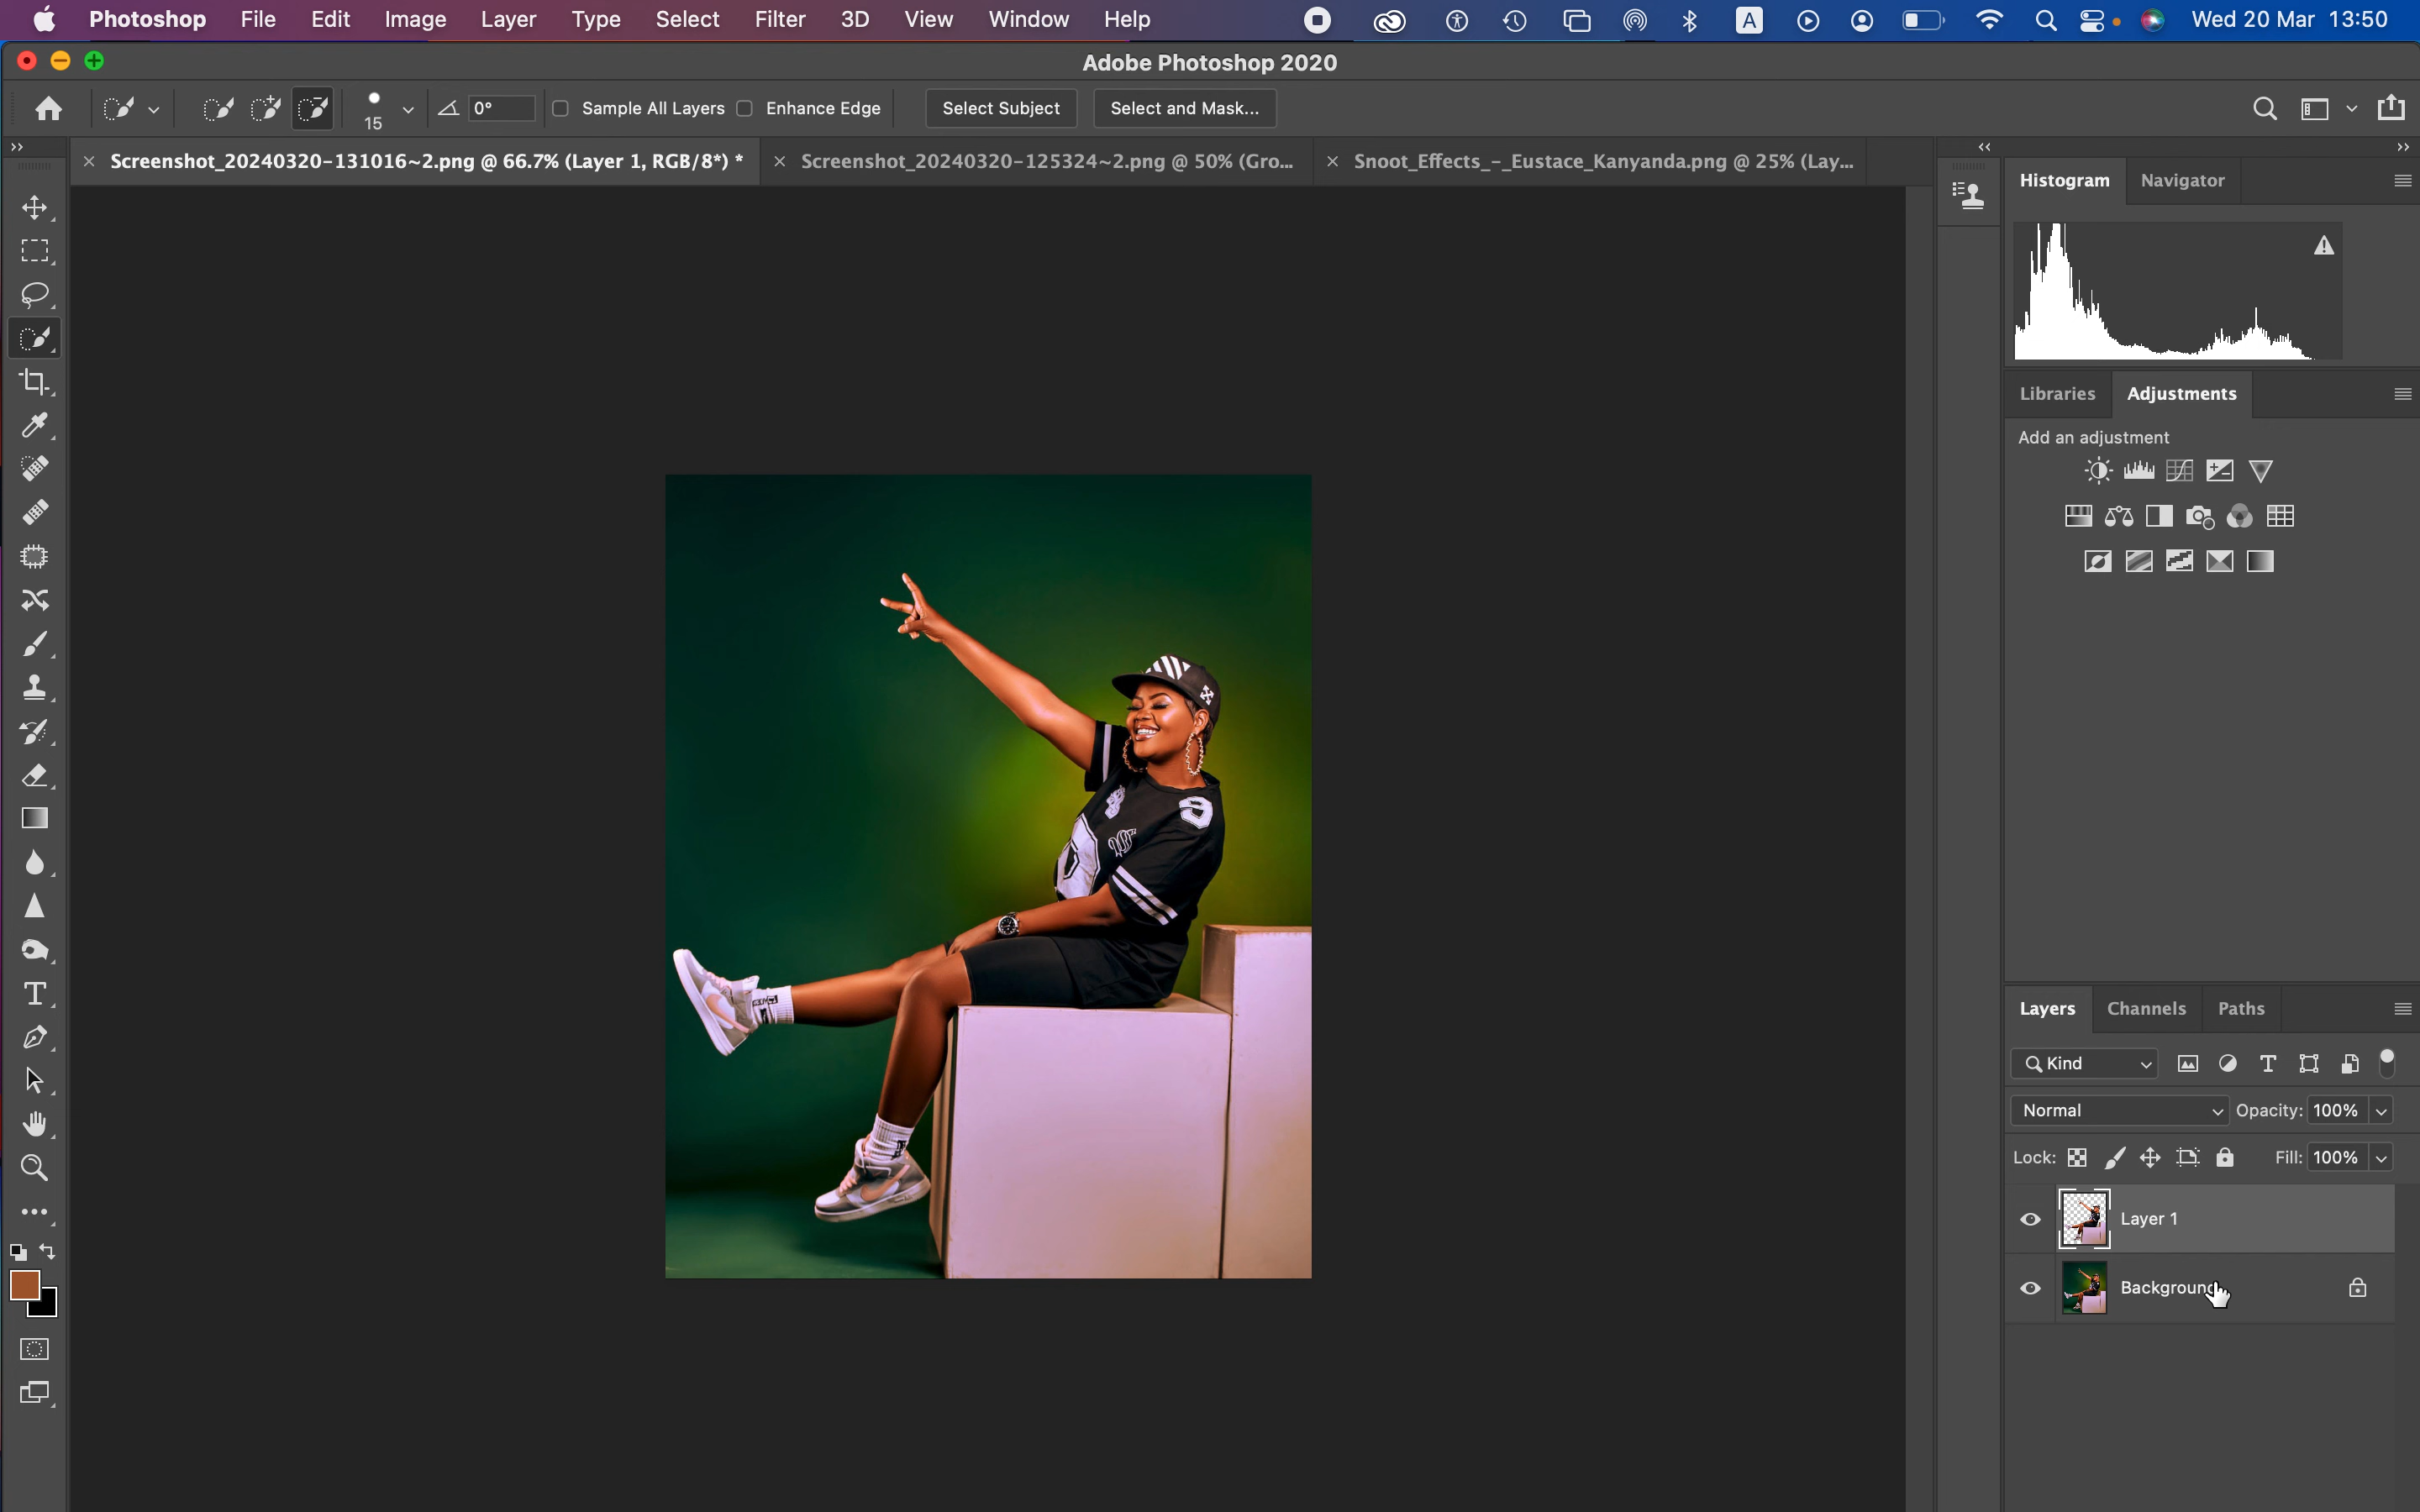 Photoshop File Edit Image Layer Type Select Filter 3D View Window Help A Wed 20 Mar 13:50
Adobe Photoshop 2020
15 0° Sample All Layers Enhance Edge Select Subject Select and Mask...
Screenshot_20240320-131016~2.png @ 66.7% (Layer 1, RGB/8*) * Screenshot_20240320-125324~2.png @ 50% (Gro... Snoot_Effects_-_Eustace_Kanyanda.png @ 25% (Lay...
Histogram Navigator
Libraries Adjustments
Add an adjustment
Layers Channels Paths
Kind
Normal Opacity: 100%
Lock: Fill: 100%
Layer 1
Background